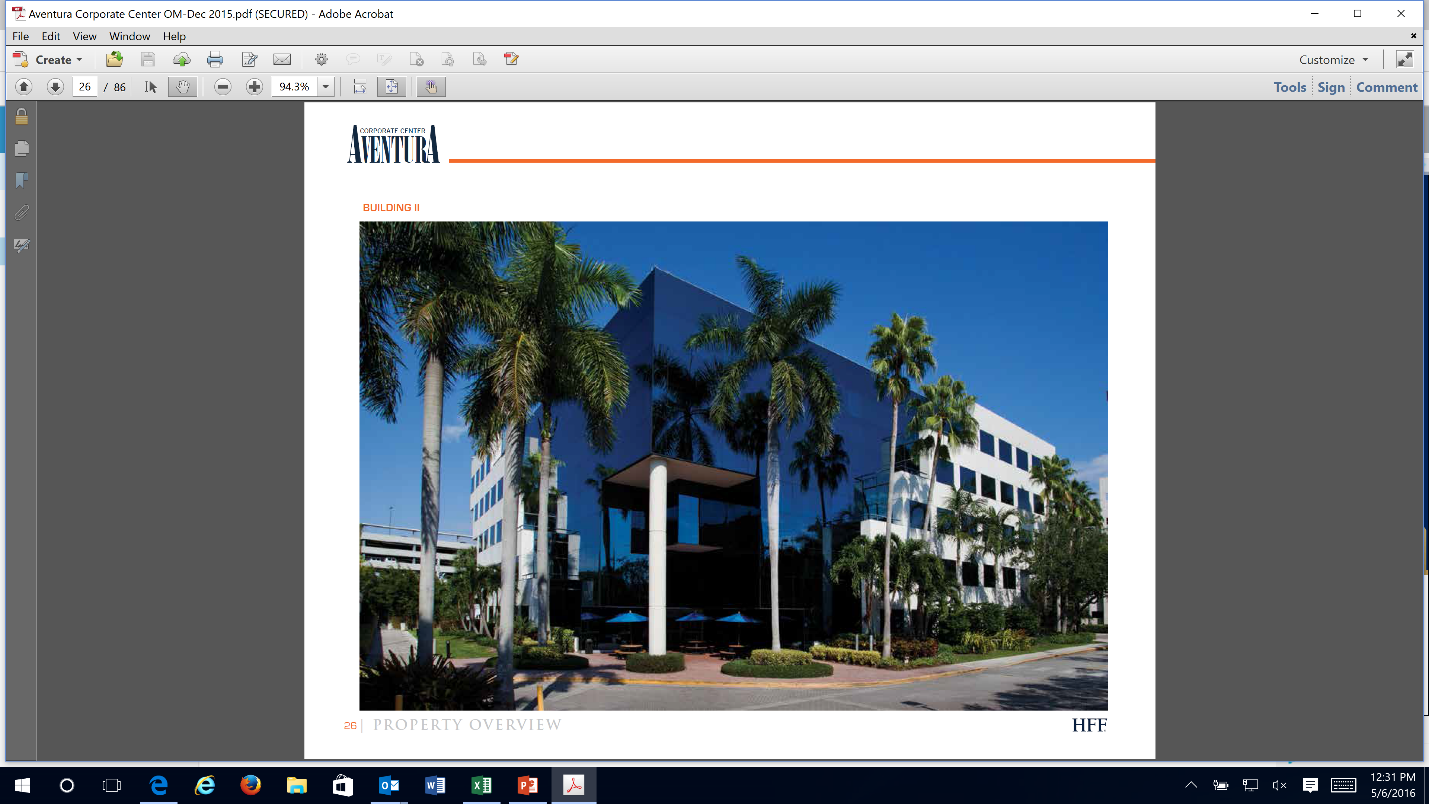 Aventura Corporate Center OM-Dec 2015.pdf (SECURED) - Adobe Acrobat
File Edit View Window Help
Create Customize
26 / 86 94.3% Tools Sign Comment
CORPORATE CENTER
AVENTURA
BUILDING II
26 | PROPERTY OVERVIEW HFF
12:31 PM
5/6/2016